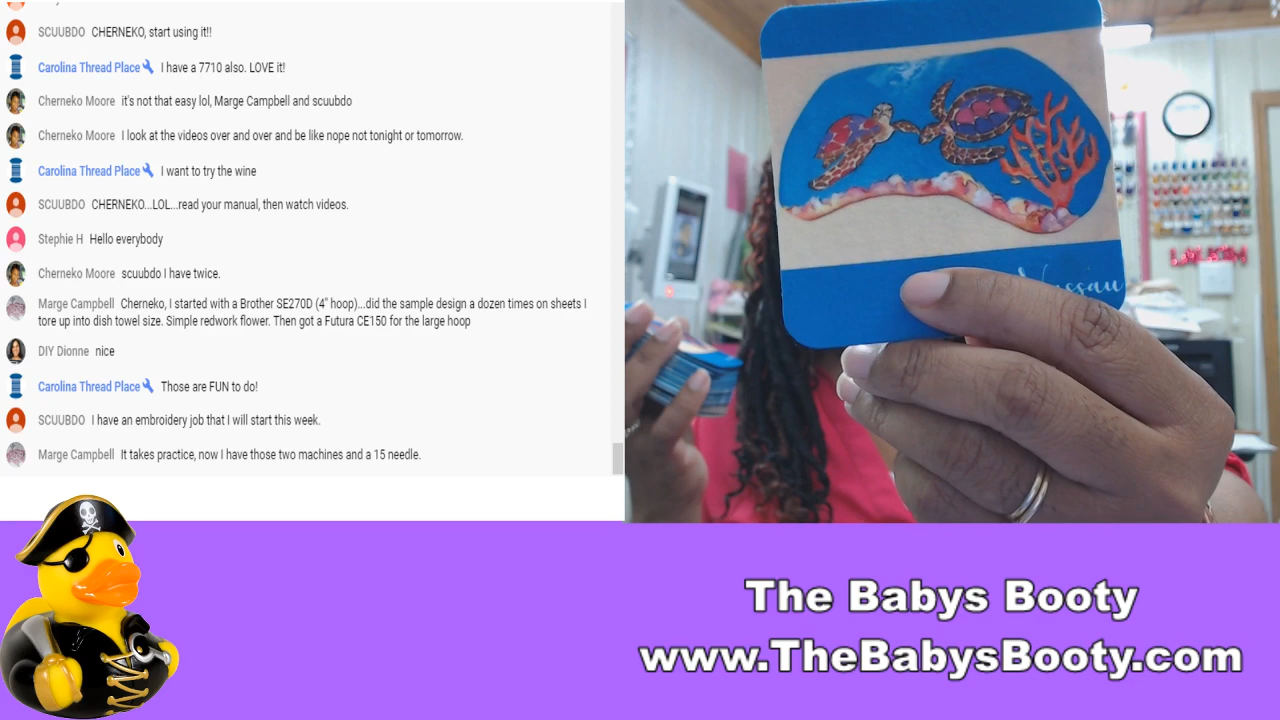 SCUUBDO CHERNEKO, start using it!!
Carolina Thread Place I have a 7710 also. LOVE it!
Cherneko Moore it's not that easy lol, Marge Campbell and scuubdo
Cherneko Moore I look at the videos over and over and be like nope not tonight or tomorrow.
Carolina Thread Place I want to try the wine
SCUUBDO CHERNEKO...LOL...read your manual, then watch videos.
Stephie H Hello everybody
Cherneko Moore scuubdo I have twice.
Marge Campbell Cherneko, I started with a Brother SE270D (4" hoop)...did the sample design a dozen times on sheets I
tore up into dish towel size. Simple redwork flower. Then got a Futura CE150 for the large hoop
DIY Dionne nice
Carolina Thread Place Those are FUN to do!
SCUUBDO I have an embroidery job that I will start this week.
Marge Campbell It takes practice, now I have those two machines and a 15 needle.
Nassau
The Babys Booty
www.TheBabysBooty.com